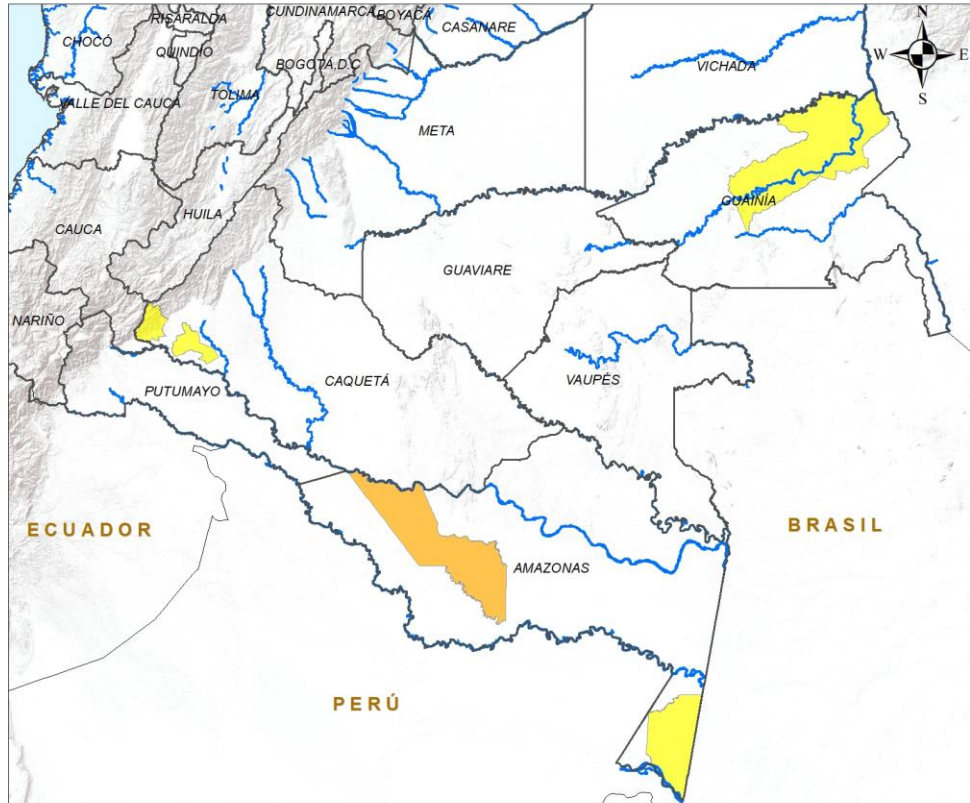 CUNDINAMARCA
BOYACÁ
RISARALDA
CASANARE
N
CHOCÓ
QUINDIO
BOGOTÁ,D.C
W
E
VICHADA
S
VALLE DEL CAUCA
TOLIMA
META
GUAINÍA
HUILA
CAUCA
GUAVIARE
NARIÑO
CAQUETÁ
VAUPÉS
PUTUMAYO
ECUADOR
BRASIL
AMAZONAS
PERÚ